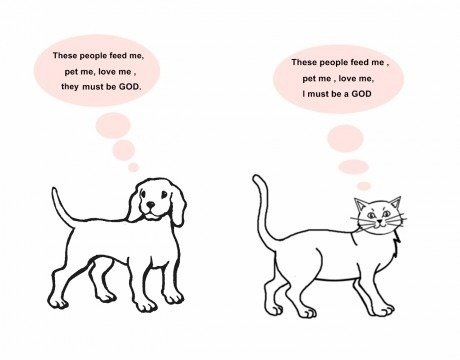 These people feed me,
pet me, love me ,
, they must be GOD.
These people feed me ,
pet me , love me,
I must be a GOD